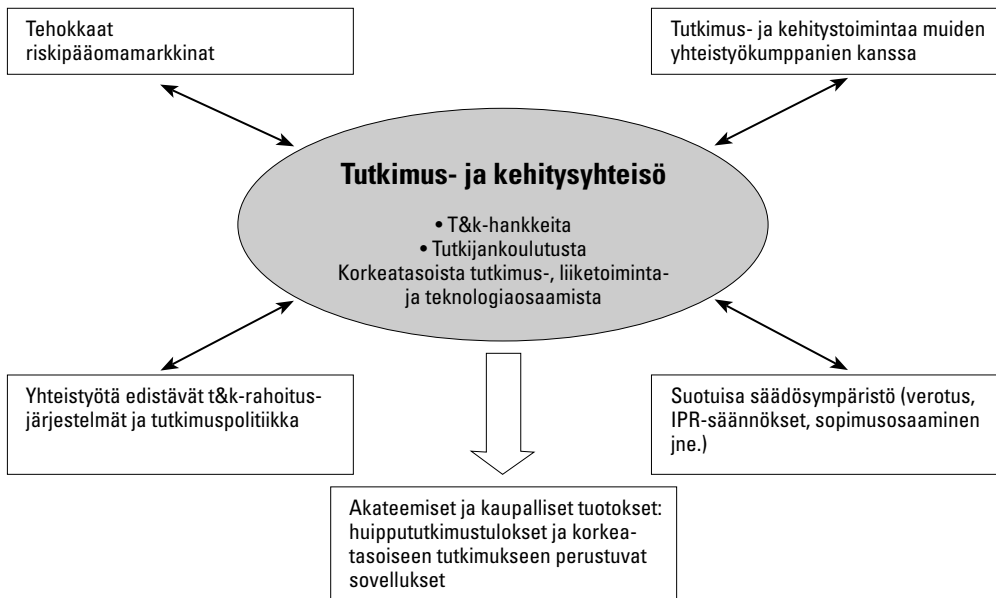 Tehokkaat
riskipääomamarkkinat
Tutkimus- ja kehitystoimintaa muiden
yhteistyökumppanien kanssa
Tutkimus- ja kehitysyhteisö
• T&k-hankkeita
• Tutkijankoulutusta
Korkeatasoista tutkimus-, liiketoiminta-
ja teknologiaosaamista
Yhteistyötä edistävät t&k-rahoitus-
järjestelmät ja tutkimuspolitiikka
Suotuisa säädösympäristö (verotus,
IPR-säännökset, sopimusosaaminen
jne.)
Akateemiset ja kaupalliset tuotokset:
huippututkimustulokset ja korkea-
tasoiseen tutkimukseen perustuvat
sovellukset